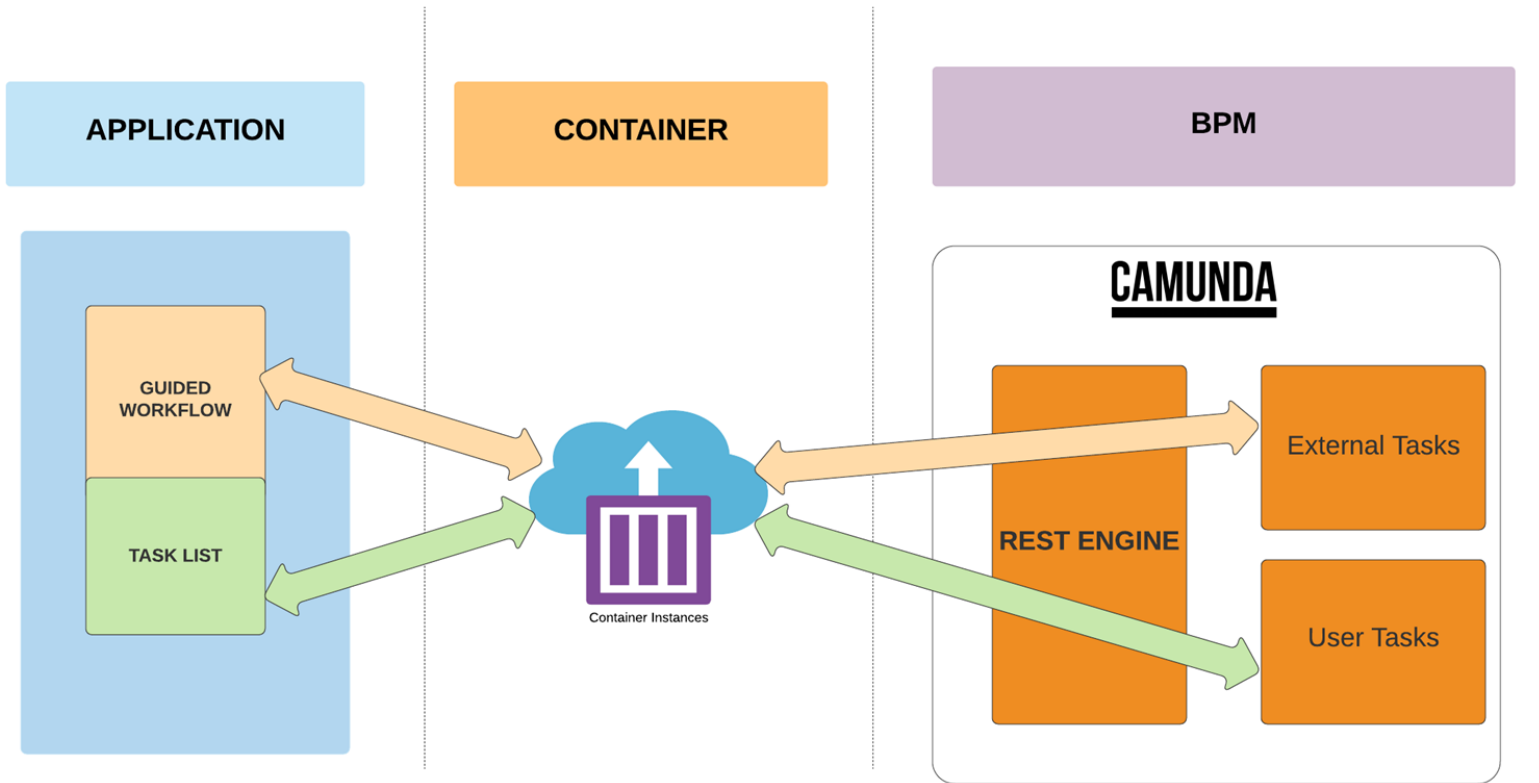 APPLICATION
CONTAINER
BPM
CAMUNDA
GUIDED
WORKFLOW
TASK LIST
Container Instances
REST ENGINE
External Tasks
User Tasks